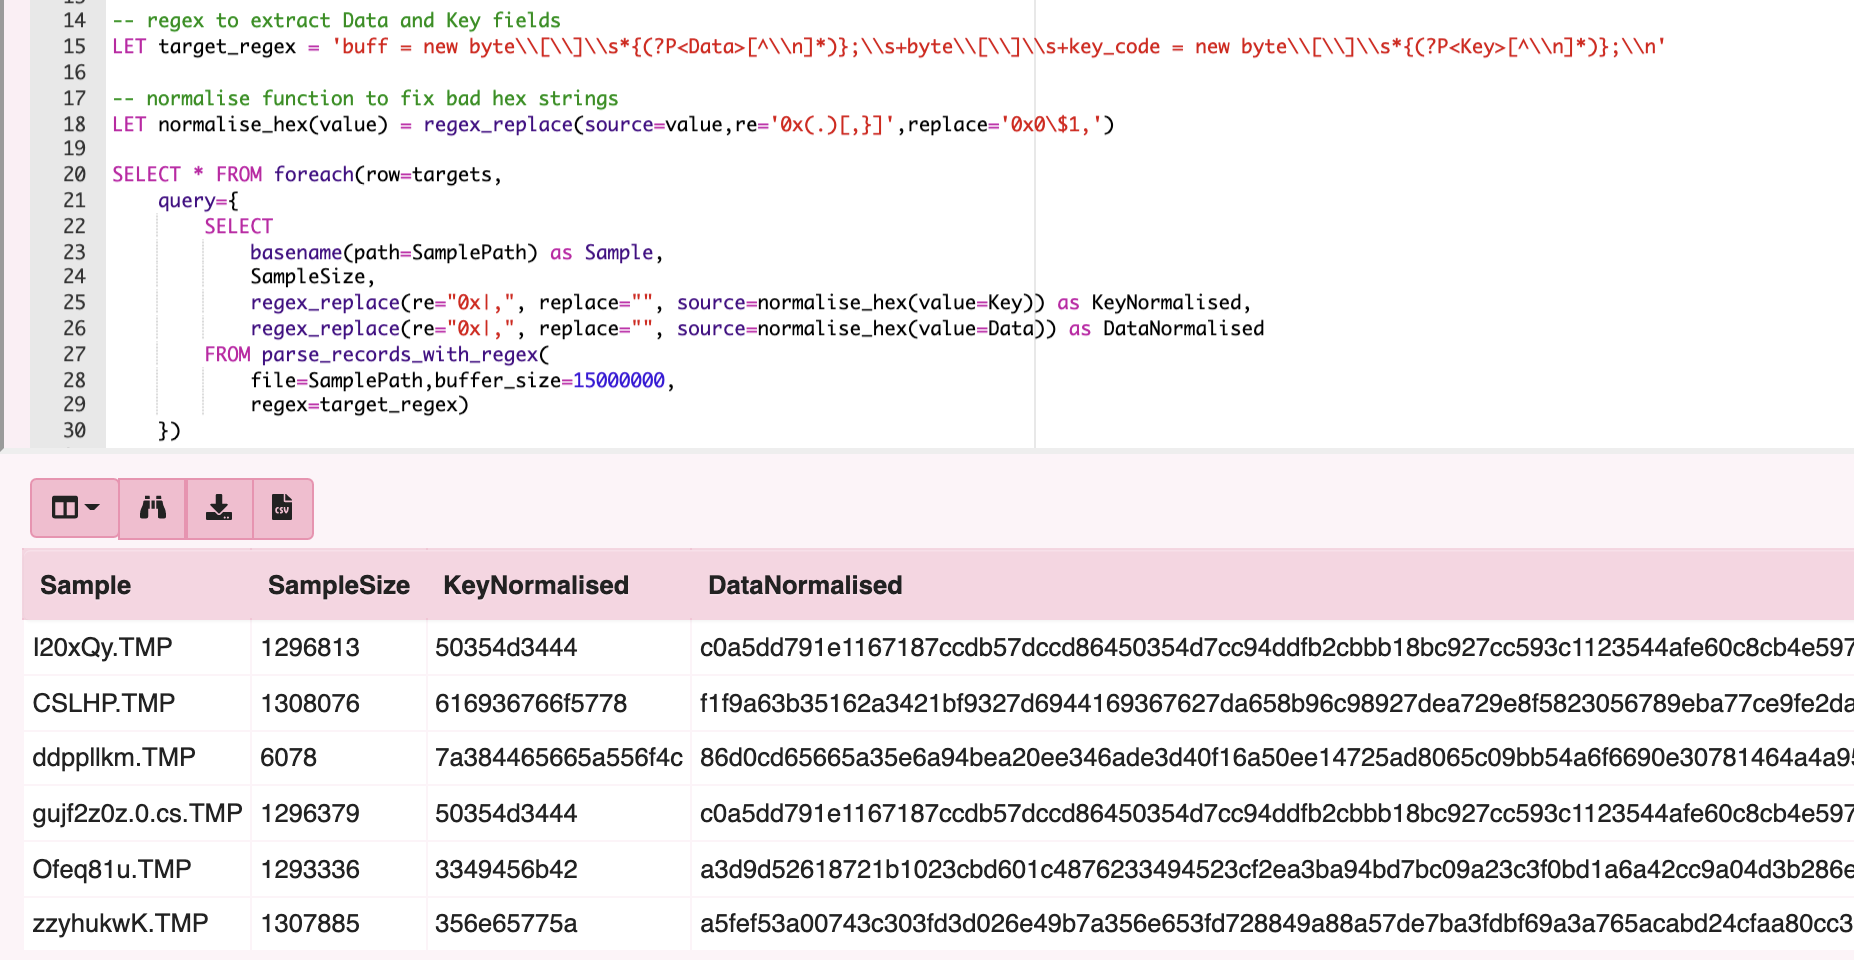 14 -- regex to extract Data and Key fields
15 LET target_regex = 'buff = new byte\\[\\]\\s*{(?P<Data>[^\\n]*)};\\s+byte\\[\\]\\s+key_code = new byte\\[\\]\\s*{(?P<Key>[^\\n]*)};\\n'
16
17 -- normalise function to fix bad hex strings
18 LET normalise_hex(value) = regex_replace(source=value,re='0x(.)[,}]',replace='0x0\$1,')
19
20 SELECT * FROM foreach(row=targets,
21 query={
22 SELECT
23 basename(path=SamplePath) as Sample,
24 SampleSize,
25 regex_replace(re="0x|,", replace="", source=normalise_hex(value=Key)) as KeyNormalised,
26 regex_replace(re="0x|,", replace="", source=normalise_hex(value=Data)) as DataNormalised
27 FROM parse_records_with_regex(
28 file=SamplePath,buffer_size=15000000,
29 regex=target_regex)
30 })
CSV
Sample SampleSize KeyNormalised DataNormalised
l20xQy.TMP 1296813 50354d3444 c0a5dd791e1167187ccdb57dccd86450354d7cc94ddfb2cbbb18bc927cc593c1123544afe60c8cb4e597
CSLHP.TMP 1308076 616936766f5778 f1f9a63b35162a3421bf9327d6944169367627da658b96c98927dea729e8f5823056789eba77ce9fe2da
ddppllkm.TMP 6078 7a384465665a556f4c 86d0cd65665a35e6a94bea20ee346ade3d40f16a50ee14725ad8065c09bb54a6f6690e30781464a4a95
gujf2z0z.0.cs.TMP 1296379 50354d3444 c0a5dd791e1167187ccdb57dccd86450354d7cc94ddfb2cbbb18bc927cc593c1123544afe60c8cb4e597
Ofeq81u.TMP 1293336 3349456b42 a3d9d52618721b1023cbd601c4876233494523cf2ea3ba94bd7bc09a23c3f0bd1a6a42cc9a04d3b286e
zzyhukwK.TMP 1307885 356e65775a a5fef53a00743c303fd3d026e49b7a356e653fd728849a88a57de7ba3fdbf69a3a765acabd24cfaa80cc3